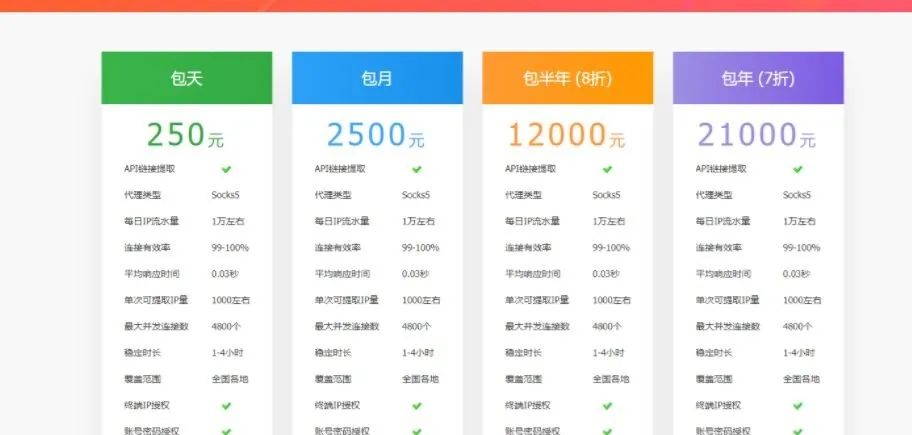 包天
250元
API链接提取
代理类型 Socks5
每日IP流水量 1万左右
连接有效率 99-100%
平均响应时间 0.03秒
单次可提取IP量 1000左右
最大并发连接数 4800个
稳定时长 1-4小时
覆盖范围 全国各地
终端IP授权
账号密码授权
包月
2500元
API链接提取
代理类型 Socks5
每日IP流水量 1万左右
连接有效率 99-100%
平均响应时间 0.03秒
单次可提取IP量 1000左右
最大并发连接数 4800个
稳定时长 1-4小时
覆盖范围 全国各地
终端IP授权
账号密码授权
包半年 (8折)
12000元
API链接提取
代理类型 Socks5
每日IP流水量 1万左右
连接有效率 99-100%
平均响应时间 0.03秒
单次可提取IP量 1000左右
最大并发连接数 4800个
稳定时长 1-4小时
覆盖范围 全国各地
终端IP授权
账号密码授权
包年 (7折)
21000元
API链接提取
代理类型 Socks5
每日IP流水量 1万左右
连接有效率 99-100%
平均响应时间 0.03秒
单次可提取IP量 1000左右
最大并发连接数 4800个
稳定时长 1-4小时
覆盖范围 全国各地
终端IP授权
账号密码授权